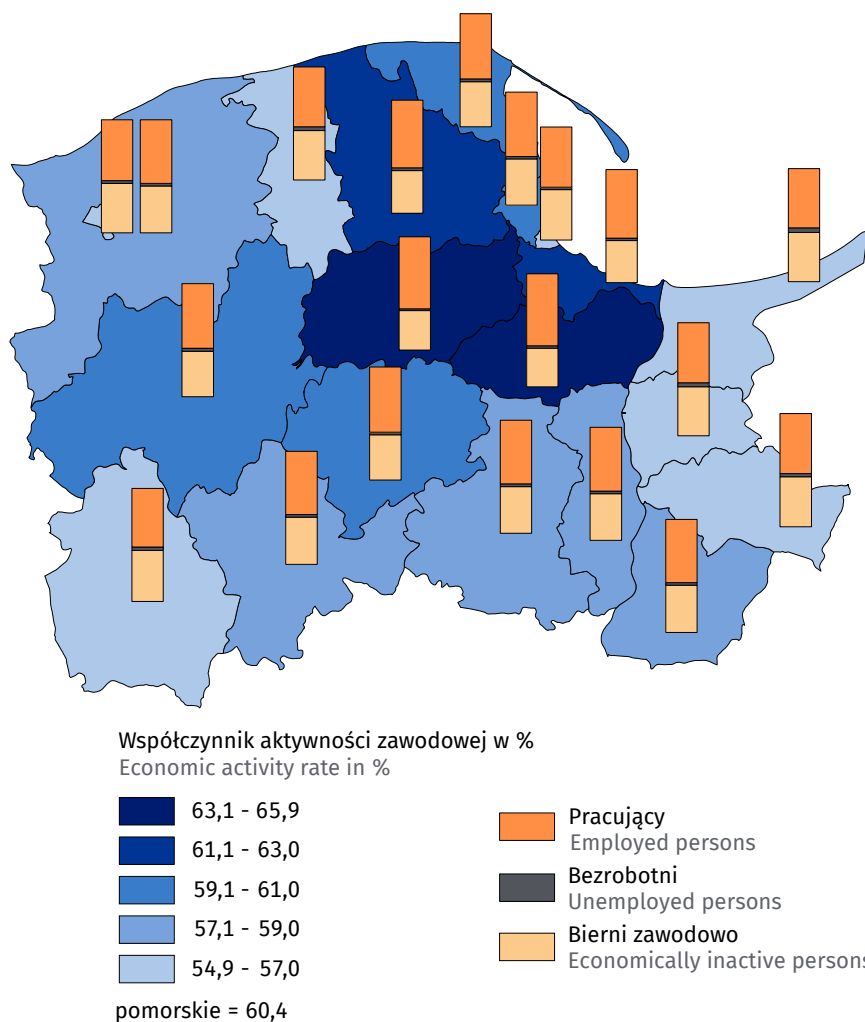 Współczynnik aktywności zawodowej w %
Economic activity rate in %
63,1 - 65,9
61,1 - 63,0
59,1 - 61,0
57,1 - 59,0
54,9 - 57,0
pomorskie = 60,4
Pracujący
Employed persons
Bezrobotni
Unemployed persons
Bierni zawodowo
Economically inactive persons